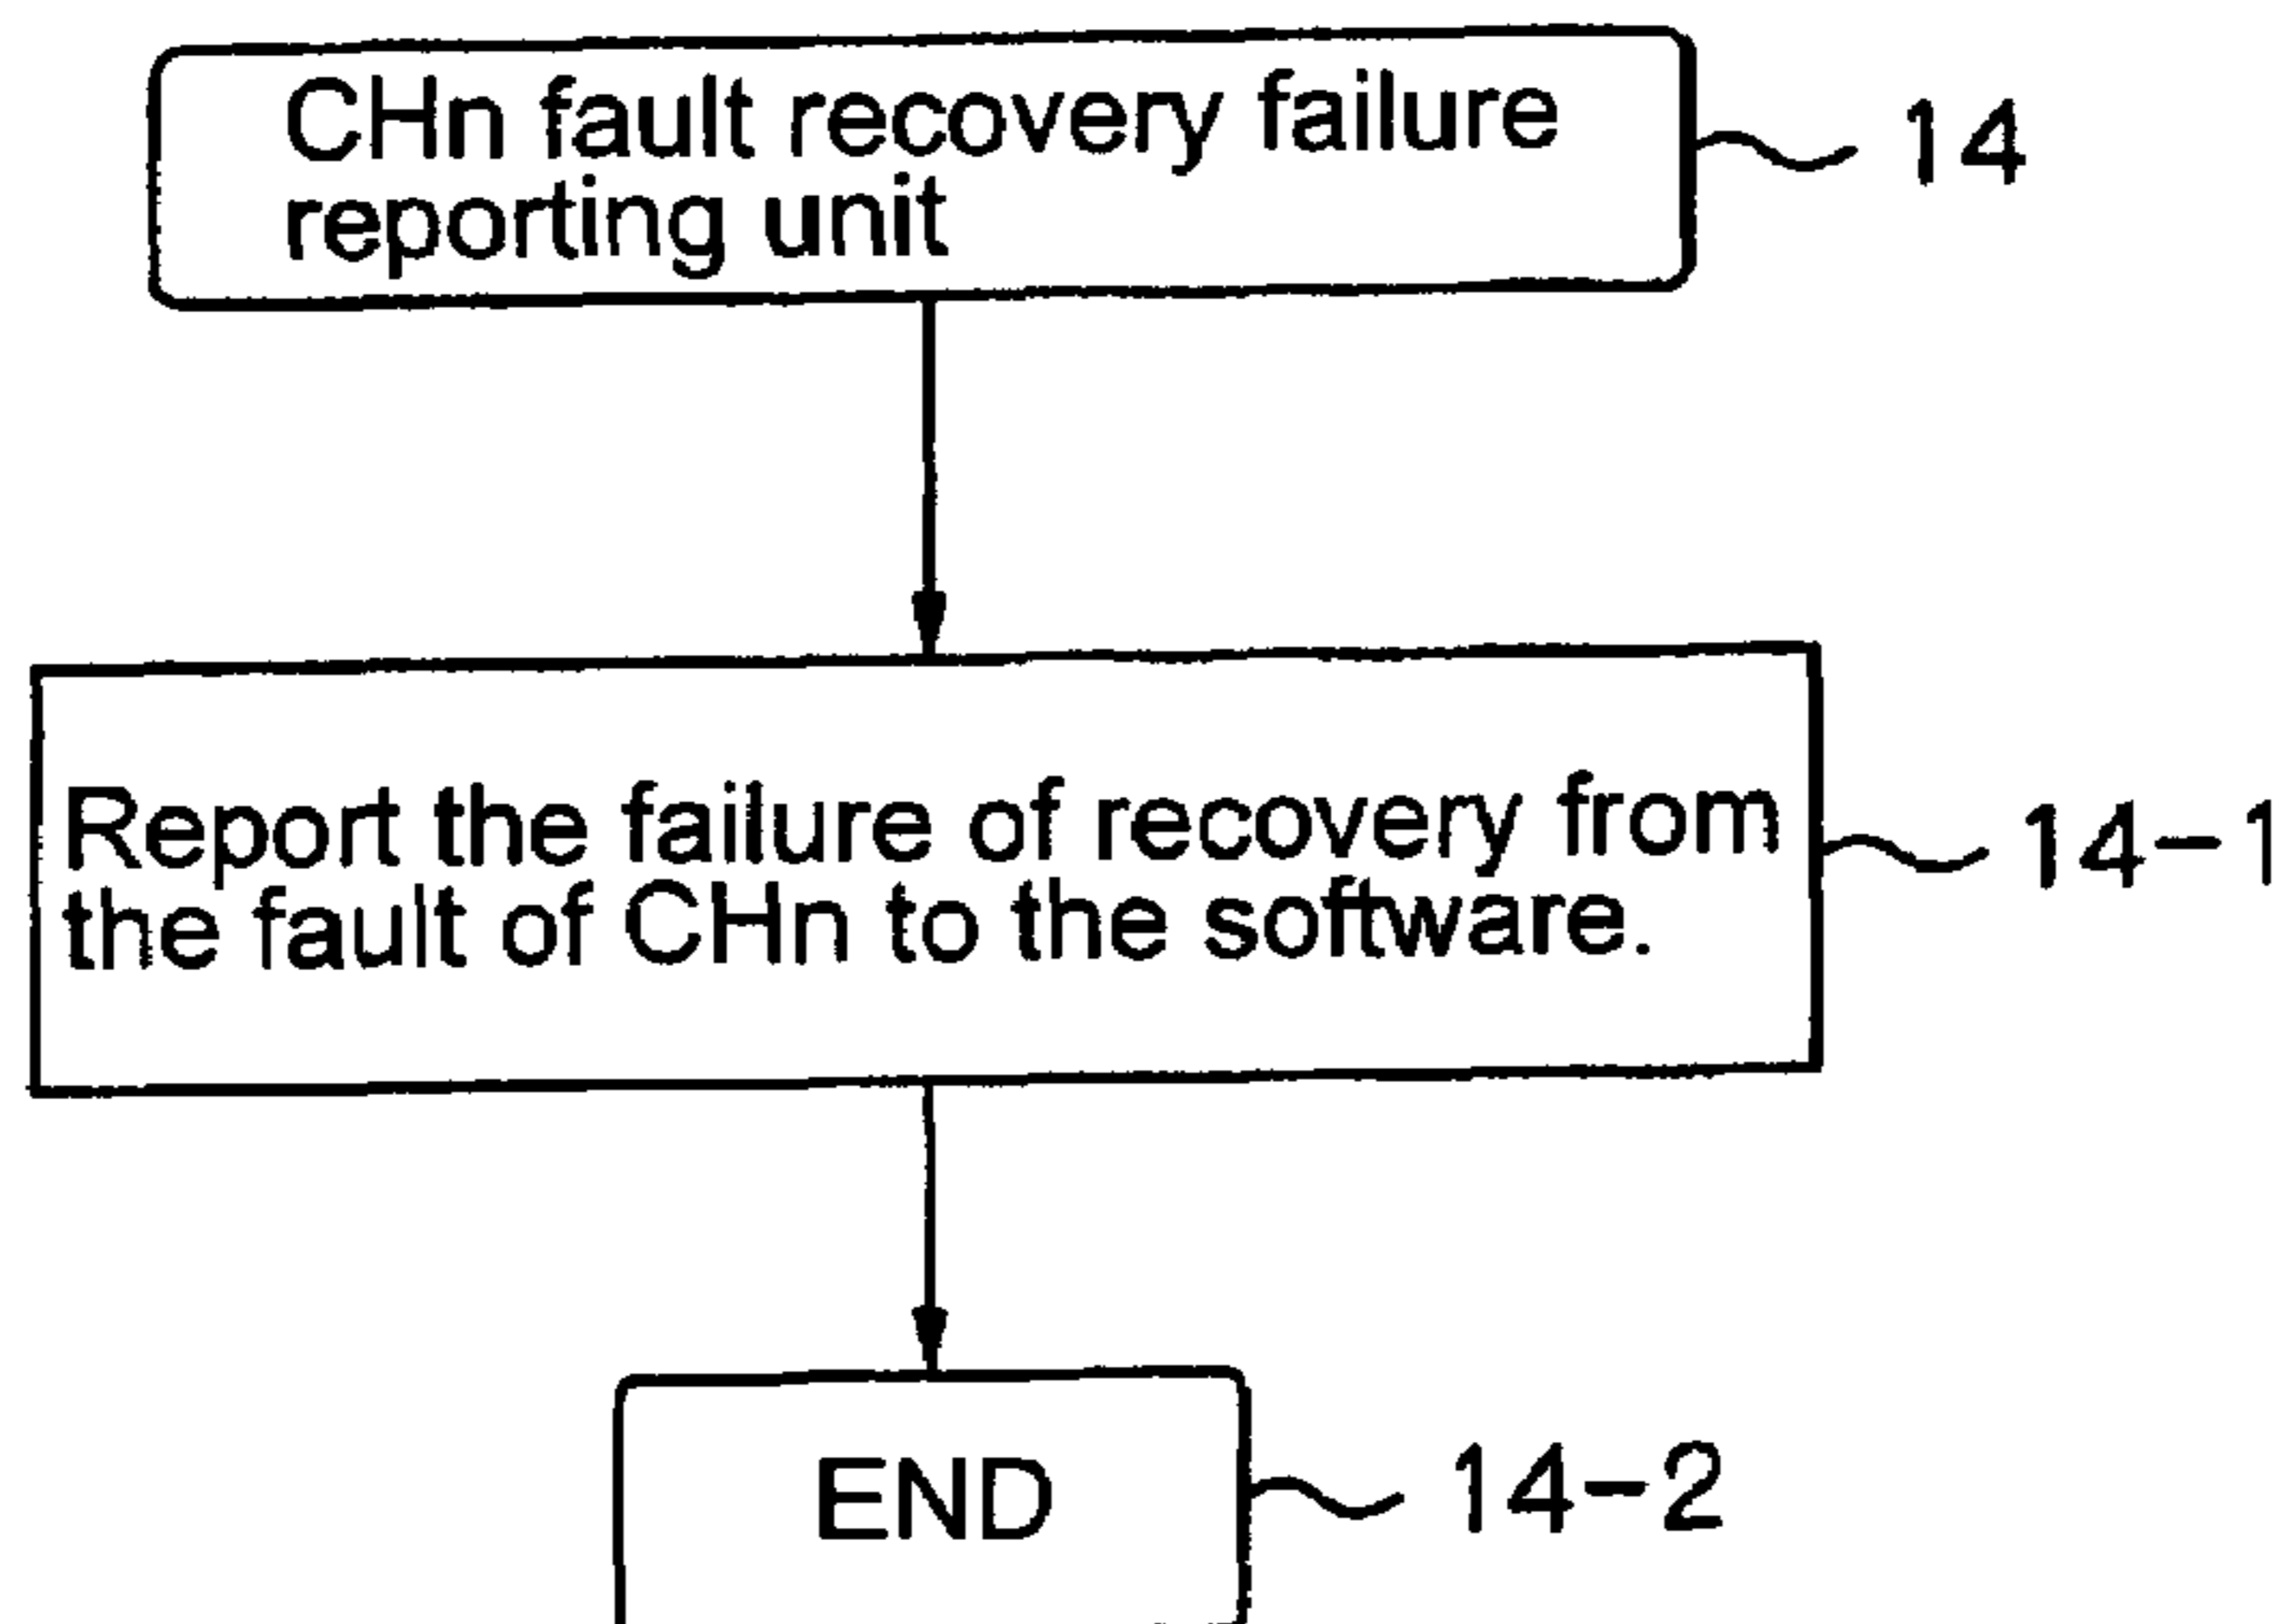 CHn fault recovery failure
reporting unit
14
Report the failure of recovery from
the fault of CHn to the software.
14-1
END
14-2